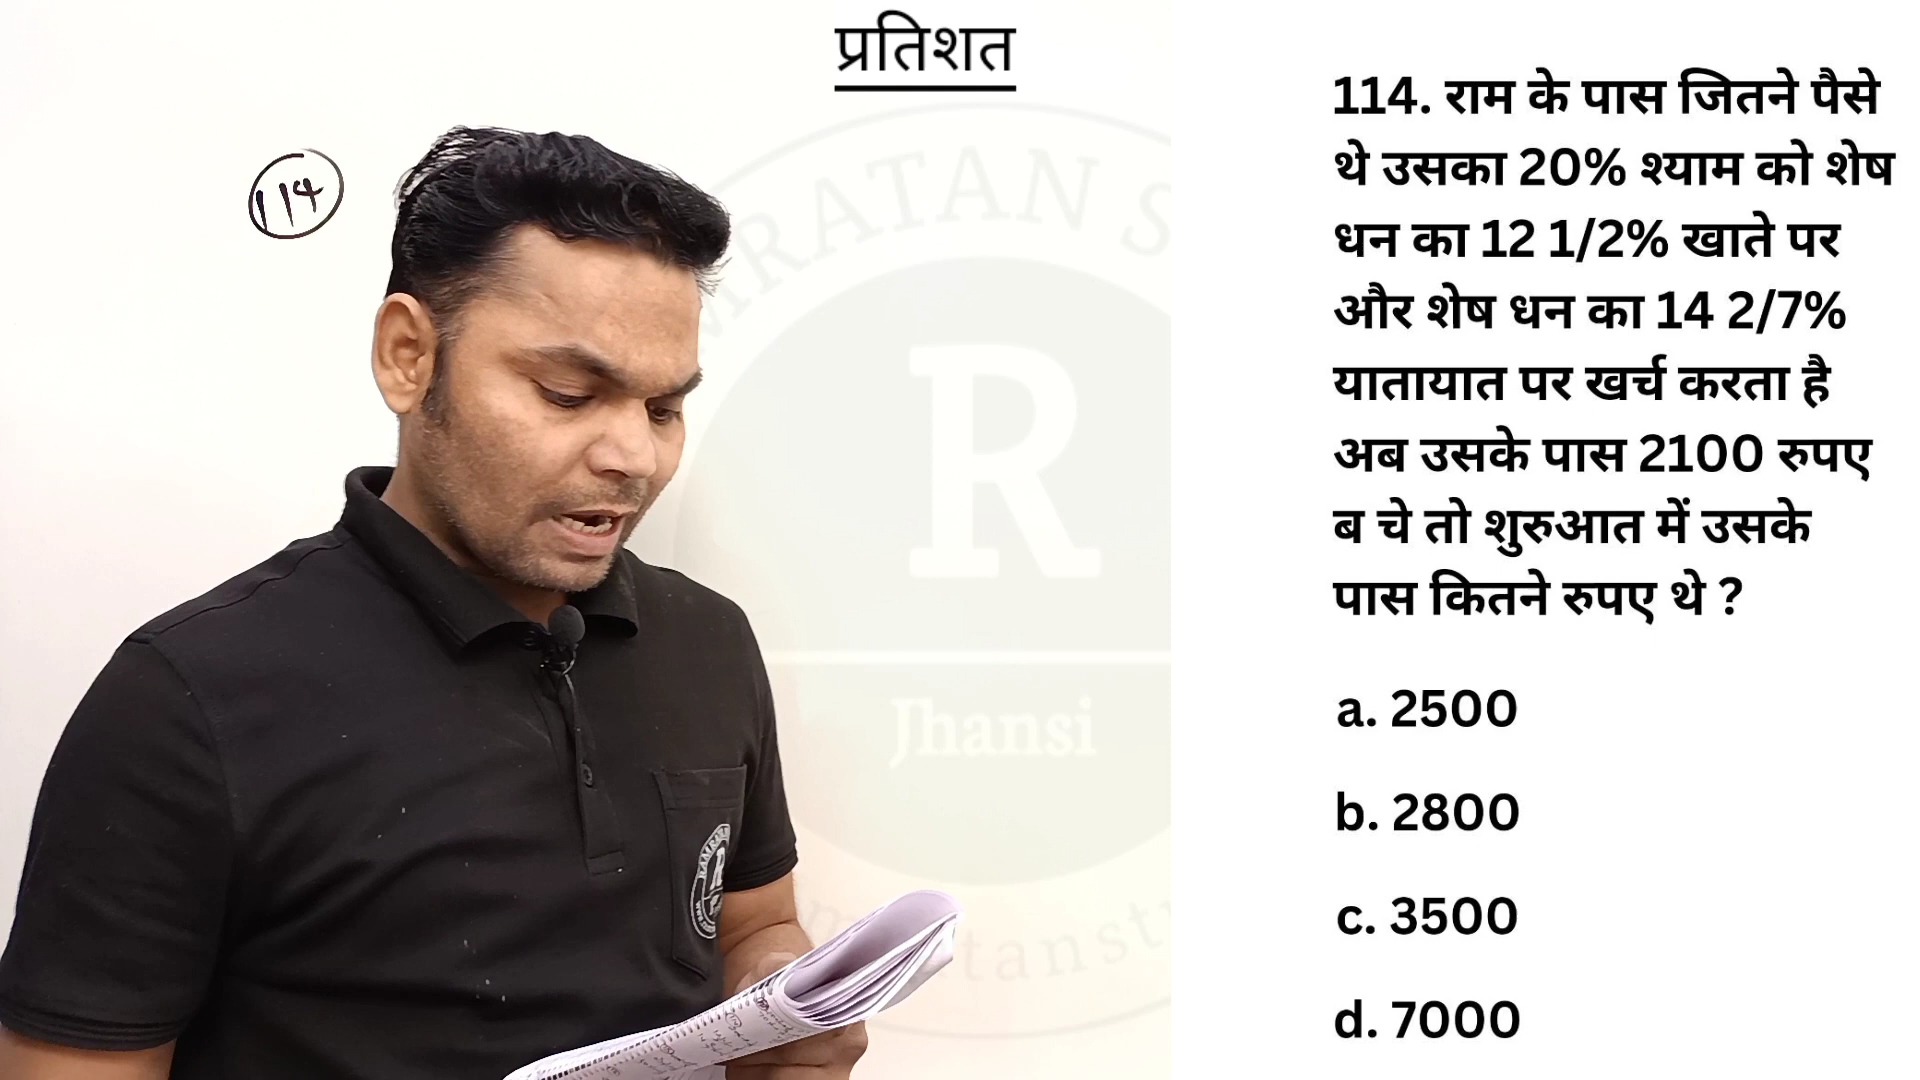 प्रतिशत
114
RAMRATAN S
R
Jhansi
114. राम के पास जितने पैसे
थे उसका 20% श्याम को शेष
धन का 12 1/2% खाते पर
और शेष धन का 14 2/7%
यातायात पर खर्च करता है
अब उसके पास 2100 रुपए
ब चे तो शुरुआत में उसके
पास कितने रुपए थे ?
a. 2500
b. 2800
c. 3500
d. 7000